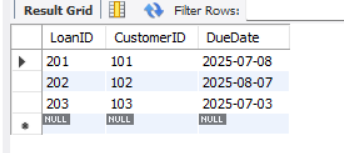 Result Grid Filter Rows:
LoanID CustomerID DueDate
201 101 2025-07-08
202 102 2025-08-07
203 103 2025-07-03
NULL NULL NULL